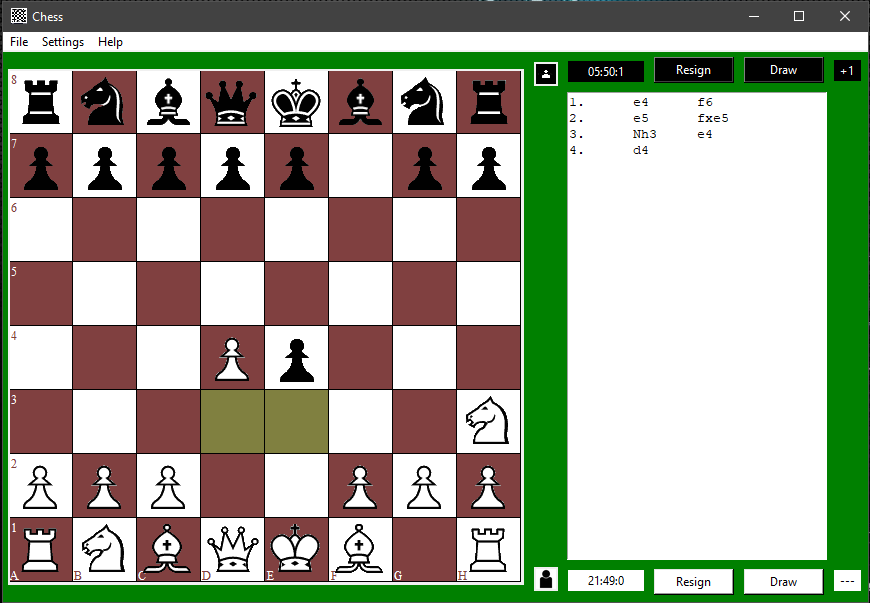 Chess
File Settings Help
05:50:1 Resign Draw +1
8
7
6
5
4
3
2
1
A B C D E F G H
1. e4 f6
2. e5 fxe5
3. Nh3 e4
4. d4
21:49:0 Resign Draw ---